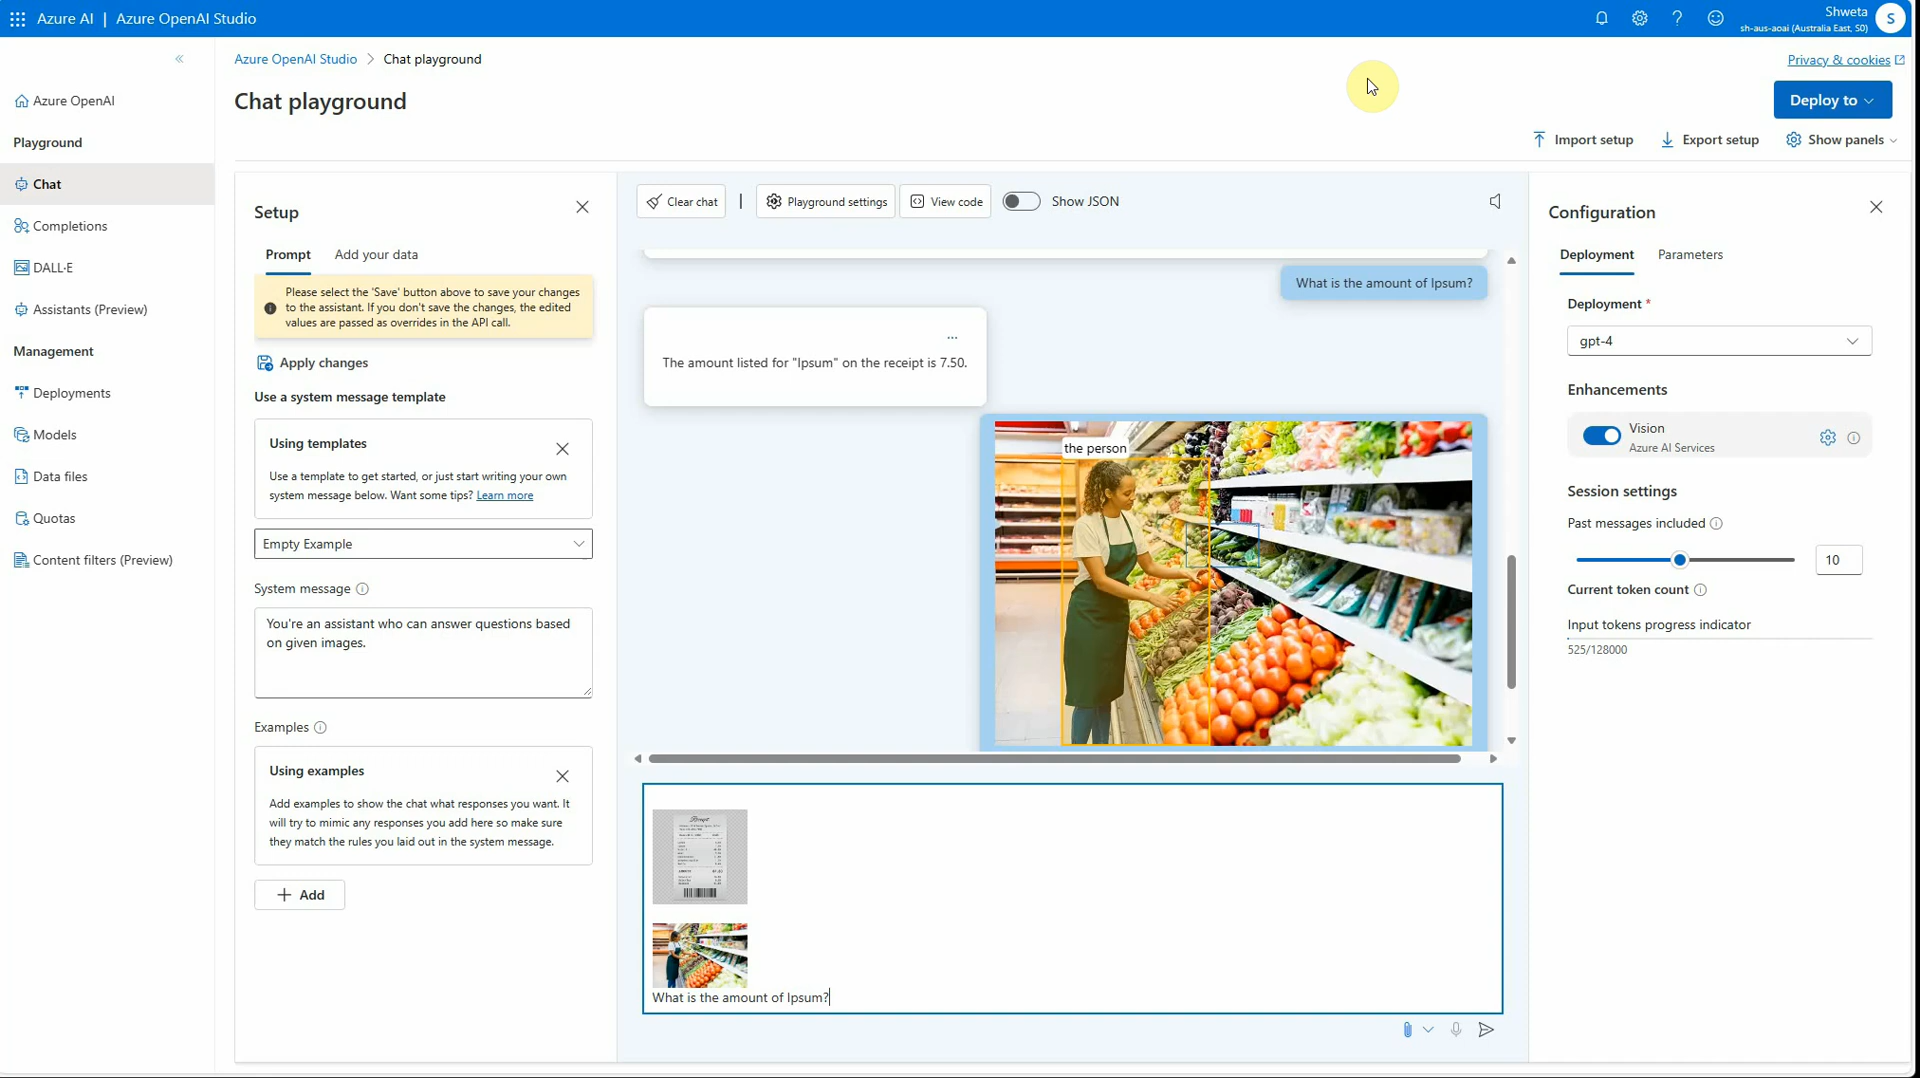 Azure AI | Azure OpenAI Studio
Shweta
sh-aus-aoai (Australia East, S0)
S
Azure OpenAI
Playground
Chat
Completions
DALL·E
Assistants (Preview)
Management
Deployments
Models
Data files
Quotas
Content filters (Preview)
Azure OpenAI Studio > Chat playground
Privacy & cookies
Chat playground
Deploy to
Import setup
Export setup
Show panels
Setup
Prompt
Add your data
Please select the 'Save' button above to save your changes
to the assistant. If you don't save the changes, the edited
values are passed as overrides in the API call.
Apply changes
Use a system message template
Using templates
Use a template to get started, or just start writing your own
system message below. Want some tips? Learn more
Empty Example
System message
You're an assistant who can answer questions based
on given images.
Examples
Using examples
Add examples to show the chat what responses you want. It
will try to mimic any responses you add here so make sure
they match the rules you laid out in the system message.
Add
Clear chat
Playground settings
View code
Show JSON
What is the amount of Ipsum?
...
The amount listed for "Ipsum" on the receipt is 7.50.
the person
Receipt
What is the amount of Ipsum?
Configuration
Deployment
Parameters
Deployment *
gpt-4
Enhancements
Vision
Azure AI Services
Session settings
Past messages included
10
Current token count
Input tokens progress indicator
525/128000